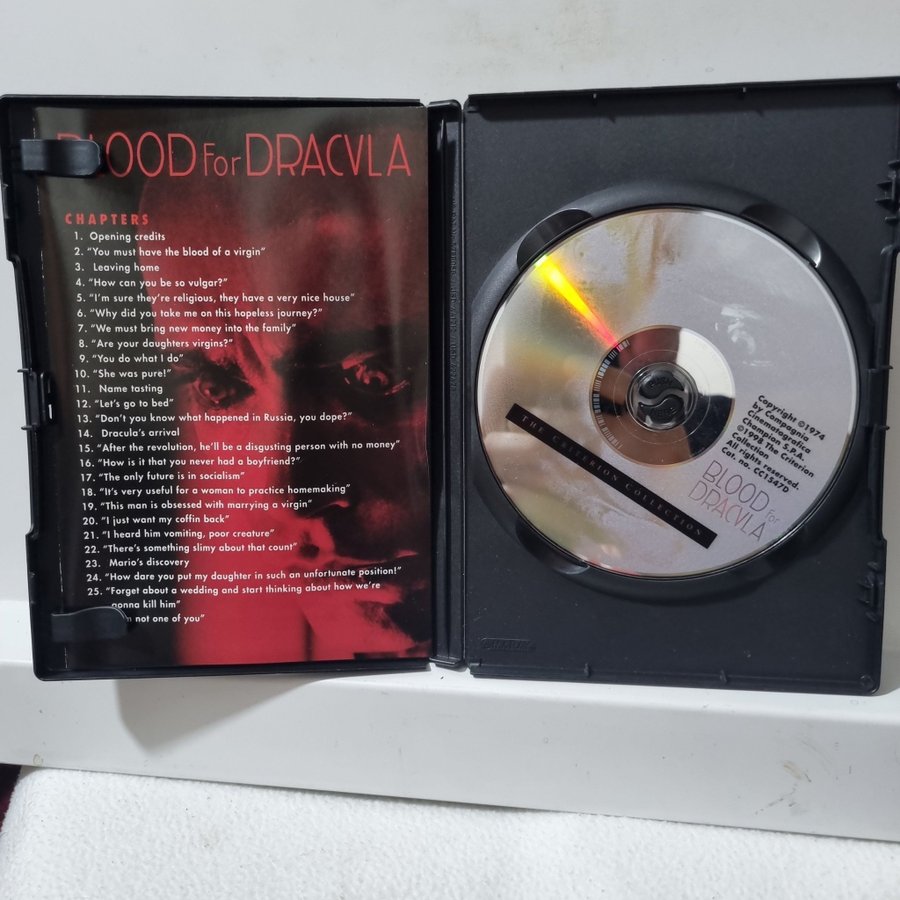 BLOOD For DRACVLA
CHAPTERS
1. Opening credits
2. "You must have the blood of a virgin"
3. Leaving home
4. "How can you be so vulgar?"
5. "I'm sure they're religious, they have a very nice house"
6. "Why did you take me on this hopeless journey?"
7. "We must bring new money into the family"
8. "Are your daughters virgins?"
9. "You do what I do"
10. "She was pure!"
11. Name tasting
12. "Let's go to bed"
13. "Don't you know what happened in Russia, you dope?"
14. Dracula's arrival
15. "After the revolution, he'll be a disgusting person with no money"
16. "How is it that you never had a boyfriend?"
17. "The only future is in socialism"
18. "It's very useful for a woman to practice homemaking"
19. "This man is obsessed with marrying a virgin"
20. "I just want my coffin back"
21. "I heard him vomiting, poor creature"
22. "There's something slimy about that count"
23. Mario's discovery
24. "How dare you put my daughter in such an unfortunate position!"
25. "Forget about a wedding and start thinking about how we're
gonna kill him"
not one of you"
THE CRITERION COLLECTION
Copyright ©1974
by Compagnia
Cinematografica
Champion S.P.A.
©1998 The Criterion
Collection
All rights reserved.
Cat. no. CC1547D
BLOOD For
DRACVLA